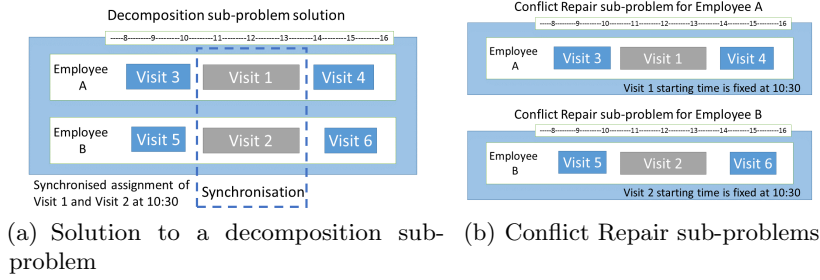 Decomposition sub-problem solution
-----8---------9---------10---------11---------12---------13---------14---------15---------16
Employee
A
Visit 3
Visit 1
Visit 4
Employee
B
Visit 5
Visit 2
Visit 6
Synchronised assignment of
Visit 1 and Visit 2 at 10:30
Synchronisation
(a) Solution to a decomposition sub-
problem
Conflict Repair sub-problem for Employee A
-----8---------9---------10---------11---------12---------13---------14---------15---------16
Employee
A
Visit 3
Visit 1
Visit 4
Visit 1 starting time is fixed at 10:30
Conflict Repair sub-problem for Employee B
-----8---------9---------10---------11---------12---------13---------14---------15---------16
Employee
B
Visit 5
Visit 2
Visit 6
Visit 2 starting time is fixed at 10:30
(b) Conflict Repair sub-problems